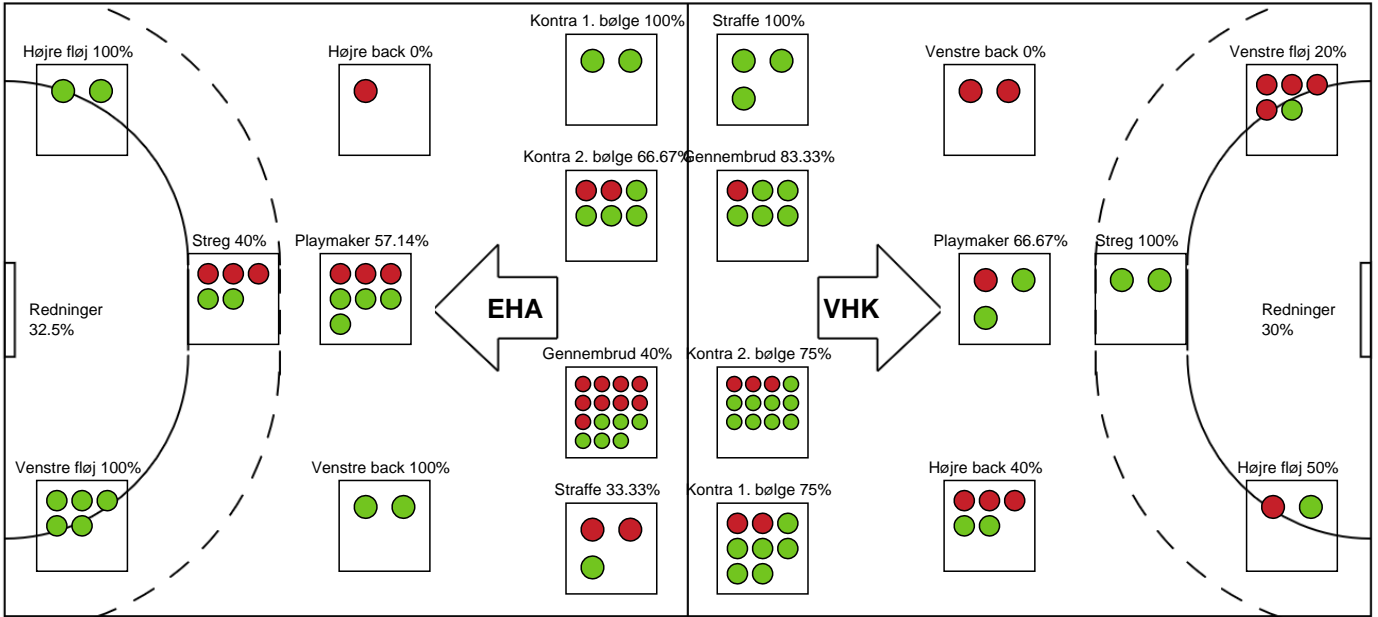 Kontra 1. bølge 100%
Straffe 100%
Højre fløj 100%
Højre back 0%
Venstre back 0%
Venstre fløj 20%
Kontra 2. bølge 66.67%
Gennembrud 83.33%
Streg 40%
Playmaker 57.14%
Playmaker 66.67%
Streg 100%
Redninger
32.5%
EHA
VHK
Redninger
30%
Gennembrud 40%
Kontra 2. bølge 75%
Venstre fløj 100%
Venstre back 100%
Højre back 40%
Højre fløj 50%
Straffe 33.33%
Kontra 1. bølge 75%